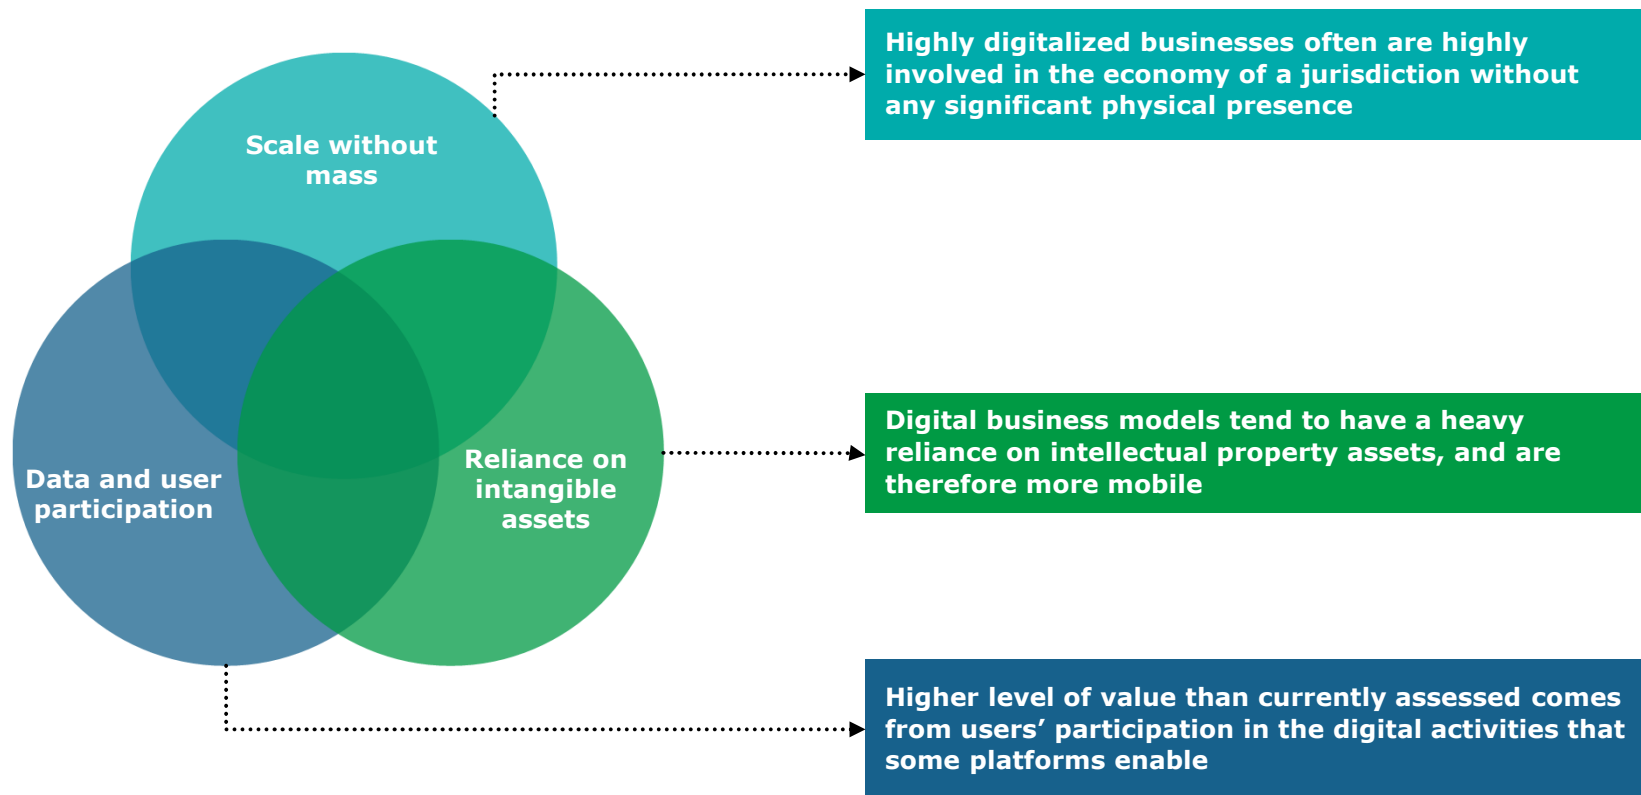 Scale without
mass
Data and user
participation
Reliance on
intangible
assets
Highly digitalized businesses often are highly
involved in the economy of a jurisdiction without
any significant physical presence
Digital business models tend to have a heavy
reliance on intellectual property assets, and are
therefore more mobile
Higher level of value than currently assessed comes
from users’ participation in the digital activities that
some platforms enable